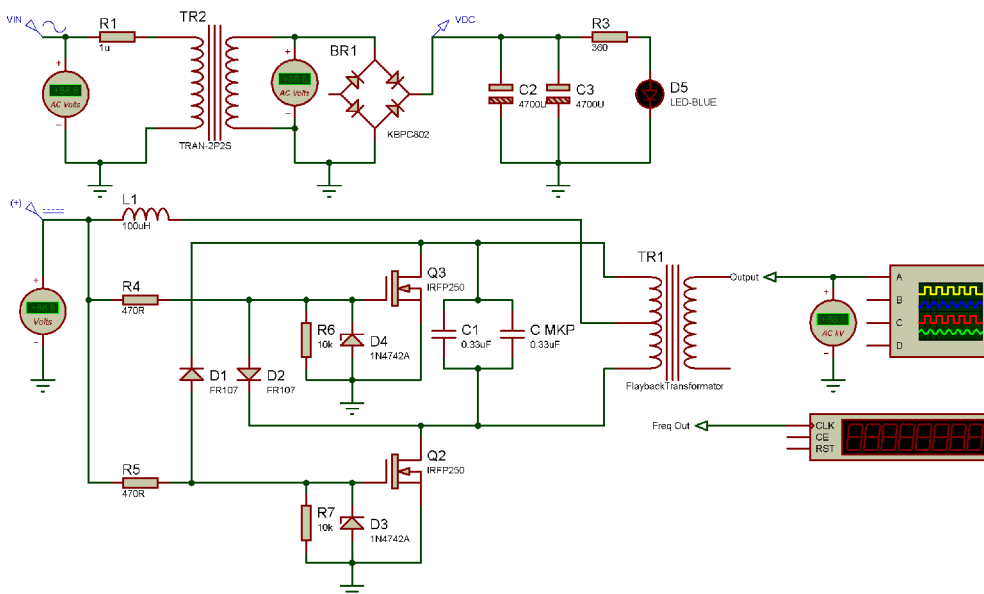 VIN
R1
1u
TR2
TRAN-2P2S
AC Volts
AC Volts
BR1
KBPC802
VDC
C2
4700U
C3
4700U
R3
360
D5
LED-BLUE
(+)
L1
100uH
Volts
R4
470R
R5
470R
D1
FR107
D2
FR107
R6
10k
D4
1N4742A
Q3
IRFP250
C1
0.33uF
C MKP
0.33uF
R7
10k
D3
1N4742A
Q2
IRFP250
TR1
FlaybackTransformator
Output
AC kV
A
B
C
D
Freq Out
CLK
CE
RST